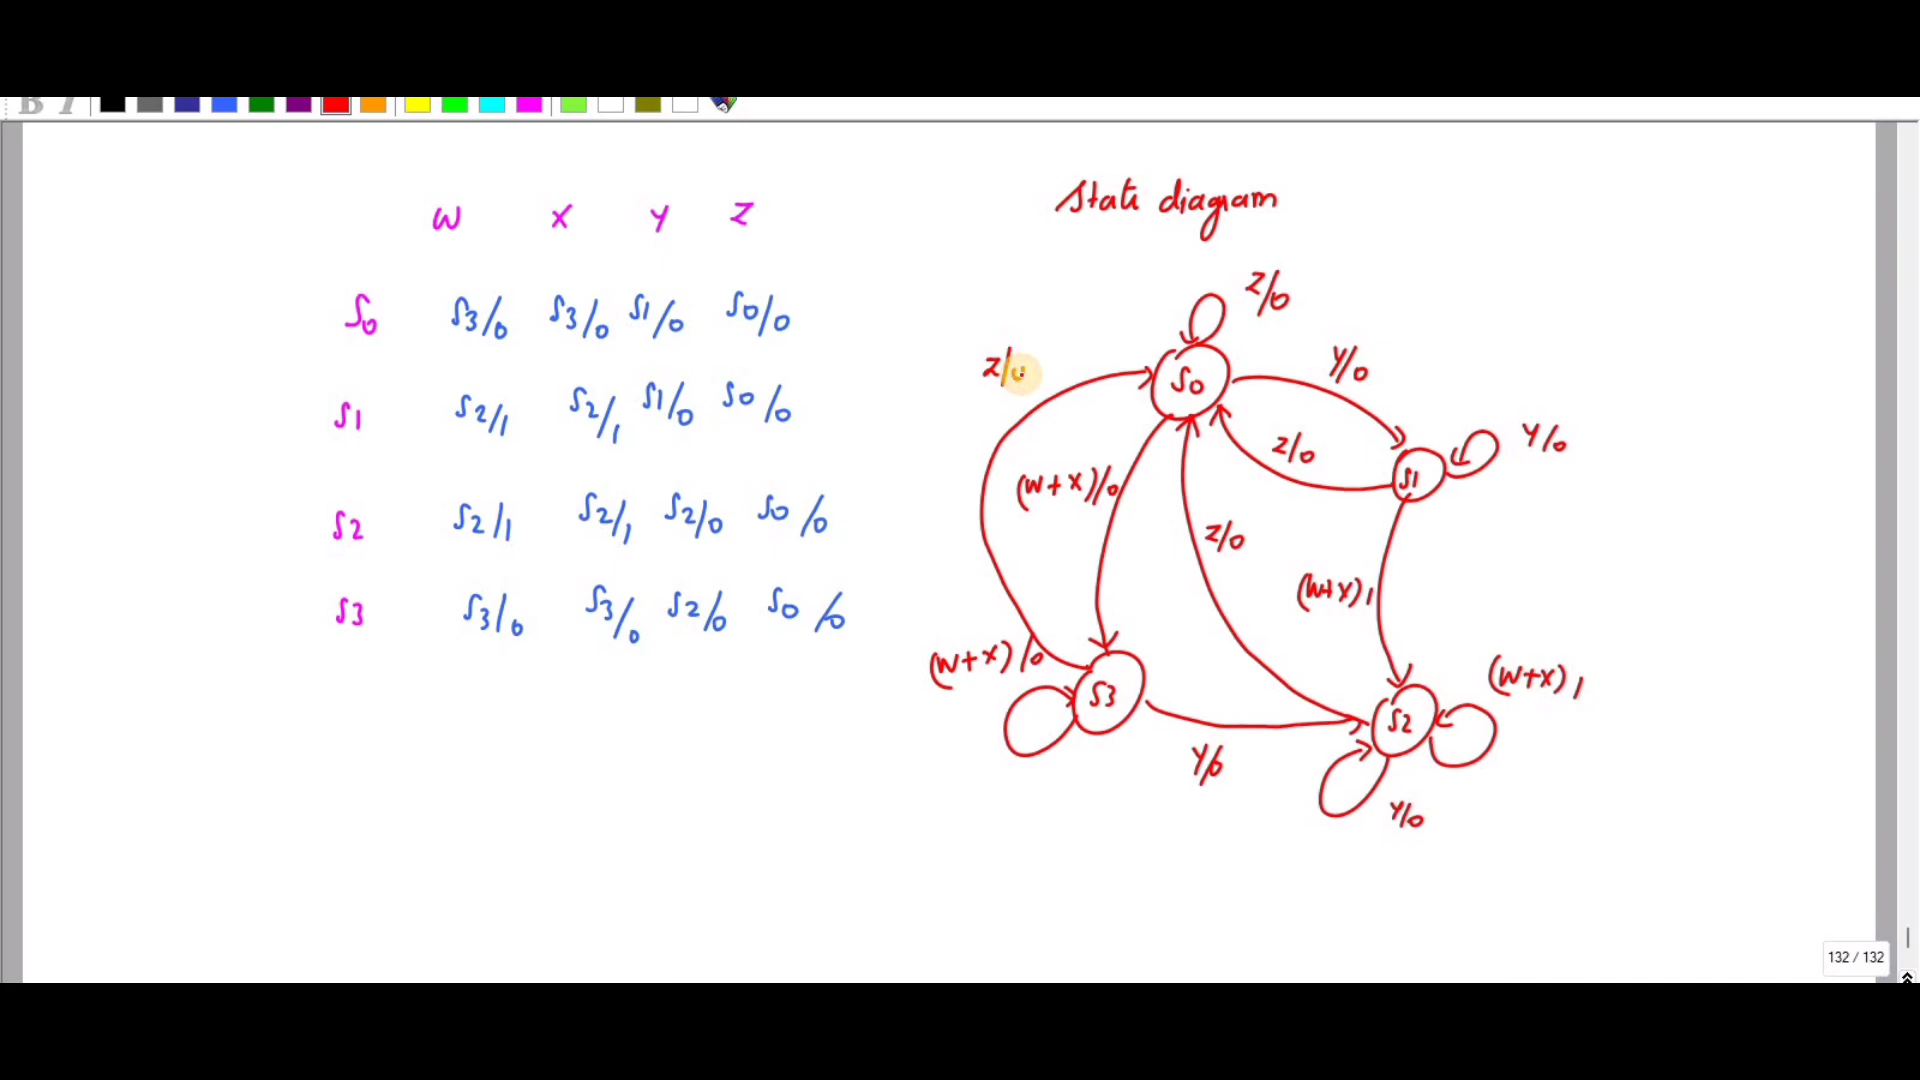 B I
W X Y Z
S0 S3/0 S3/0 S1/0 S0/0
S1 S2/1 S2/1 S1/0 S0/0
S2 S2/1 S2/1 S2/0 S0/0
S3 S3/0 S3/0 S2/0 S0/0
State diagram
Z/0
Z/0
Y/0
S0
Y/0
Z/0
S1
(W+X)/0
Z/0
(W+X)1
(W+X)/0
(W+X)1
S3
S2
Y/0
Y/0
132 / 132